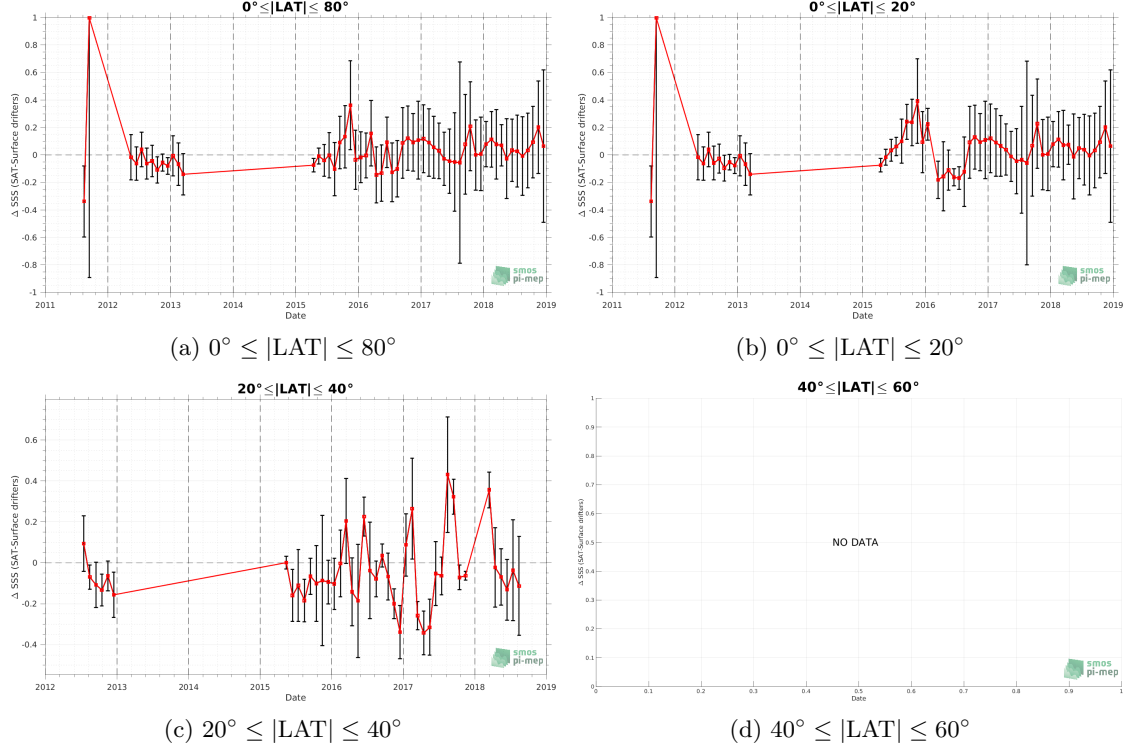 0°≤|LAT|≤ 80°
Δ SSS (SAT-Surface drifters)
1
0.8
0.6
0.4
0.2
0
-0.2
-0.4
-0.6
-0.8
-1
2011 2012 2013 2014 2015 2016 2017 2018 2019
Date
smos
pi-mep
(a) 0° ≤ |LAT| ≤ 80°
0°≤|LAT|≤ 20°
Δ SSS (SAT-Surface drifters)
1
0.8
0.6
0.4
0.2
0
-0.2
-0.4
-0.6
-0.8
-1
2011 2012 2013 2014 2015 2016 2017 2018 2019
Date
smos
pi-mep
(b) 0° ≤ |LAT| ≤ 20°
20°≤|LAT|≤ 40°
Δ SSS (SAT-Surface drifters)
0.6
0.4
0.2
0
-0.2
-0.4
2012 2013 2014 2015 2016 2017 2018 2019
Date
smos
pi-mep
(c) 20° ≤ |LAT| ≤ 40°
40°≤|LAT|≤ 60°
Δ SSS (SAT-Surface drifters)
1
0.9
0.8
0.7
0.6
0.5
0.4
0.3
0.2
0.1
0
NO DATA
0 0.1 0.2 0.3 0.4 0.5 0.6 0.7 0.8 0.9 1
Date
smos
pi-mep
(d) 40° ≤ |LAT| ≤ 60°